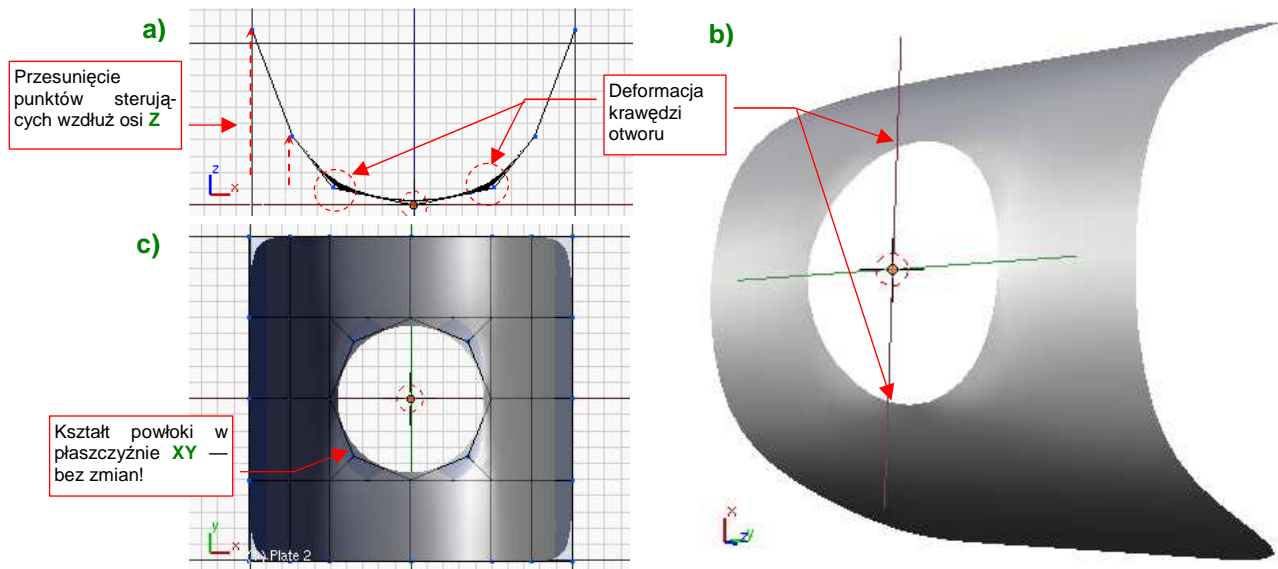 a)
Przesunięcie
punktów sterują-
cych wzdłuż osi Z
z
x
Deformacja
krawędzi
otworu
b)
c)
Kształt powłoki w
płaszczyźnie XY —
bez zmian!
y
x
Plate 2
x
z y